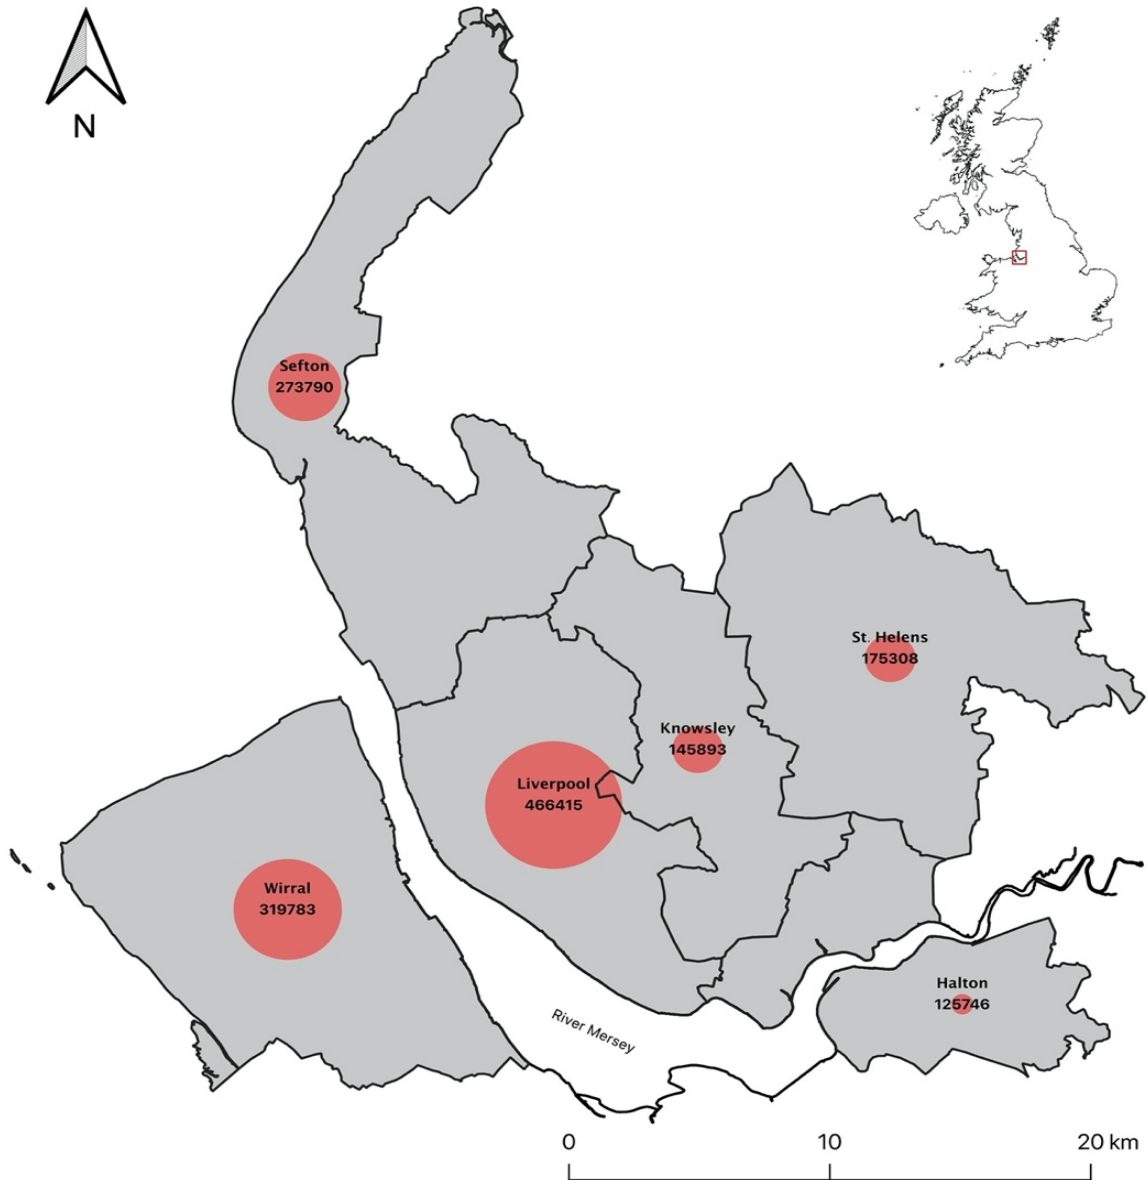 N
Sefton
273790
St. Helens
175308
Knowsley
145893
Liverpool
466415
Wirral
319783
Halton
125746
River Mersey
0 10 20 km